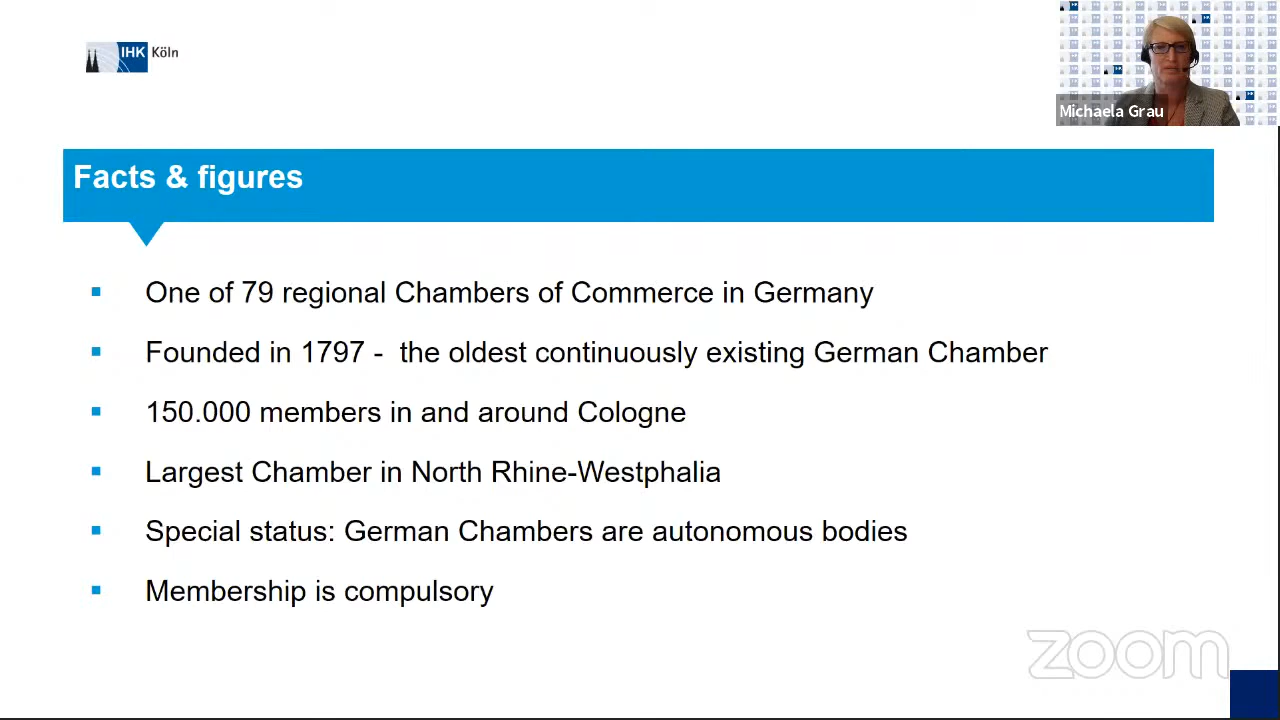 IHK Köln
Michaela Grau
Facts & figures
One of 79 regional Chambers of Commerce in Germany
Founded in 1797 - the oldest continuously existing German Chamber
150.000 members in and around Cologne
Largest Chamber in North Rhine-Westphalia
Special status: German Chambers are autonomous bodies
Membership is compulsory
zoom